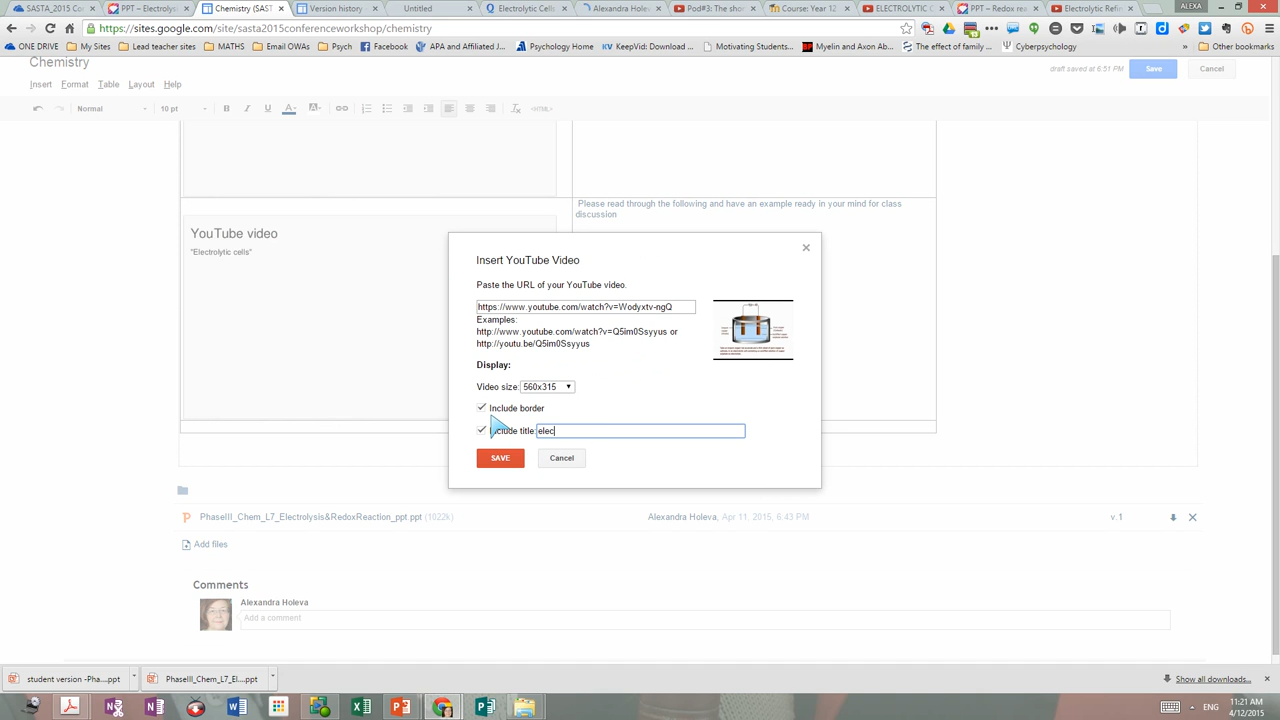 SASTA_2015 Con
PPT – Electrolysi
Chemistry (SAST
Version history
Untitled
Electrolytic Cells
Alexandra Holev
Pod#3: The short
Course: Year 12
ELECTROLYTIC C
PPT – Redox rea
Electrolytic Refin
ALEXA
https://sites.google.com/site/sasta2015conferenceworkshop/chemistry
ONE DRIVE
My Sites
Lead teacher sites
MATHS
Email OWAs
Psych
Facebook
APA and Affiliated J...
Psychology Home
KeepVid: Download ...
Motivating Students...
Myelin and Axon Ab...
The effect of family ...
Cyberpsychology
»
Other bookmarks
Chemistry
draft saved at 6:51 PM
Save
Cancel
Insert
Format
Table
Layout
Help
Normal
10 pt
B
I
U
A
<HTML>
Please read through the following and have an example ready in your mind for class
discussion
YouTube video
"Electrolytic cells"
Insert YouTube Video
Paste the URL of your YouTube video.
https://www.youtube.com/watch?v=Wodyxtv-ngQ
Examples:
http://www.youtube.com/watch?v=Q5im0Ssyyus or
http://youtu.be/Q5im0Ssyyus
Display:
Video size: 560x315
Include border
Include title: elec
SAVE
Cancel
PhaseIII_Chem_L7_Electrolysis&RedoxReaction_ppt.ppt (1022k)
Alexandra Holeva, Apr 11, 2015, 6:43 PM
v.1
Add files
Comments
Alexandra Holeva
Add a comment
student version -Pha....ppt
PhaseIII_Chem_L7_El....ppt
Show all downloads...
ENG
11:21 AM
4/12/2015